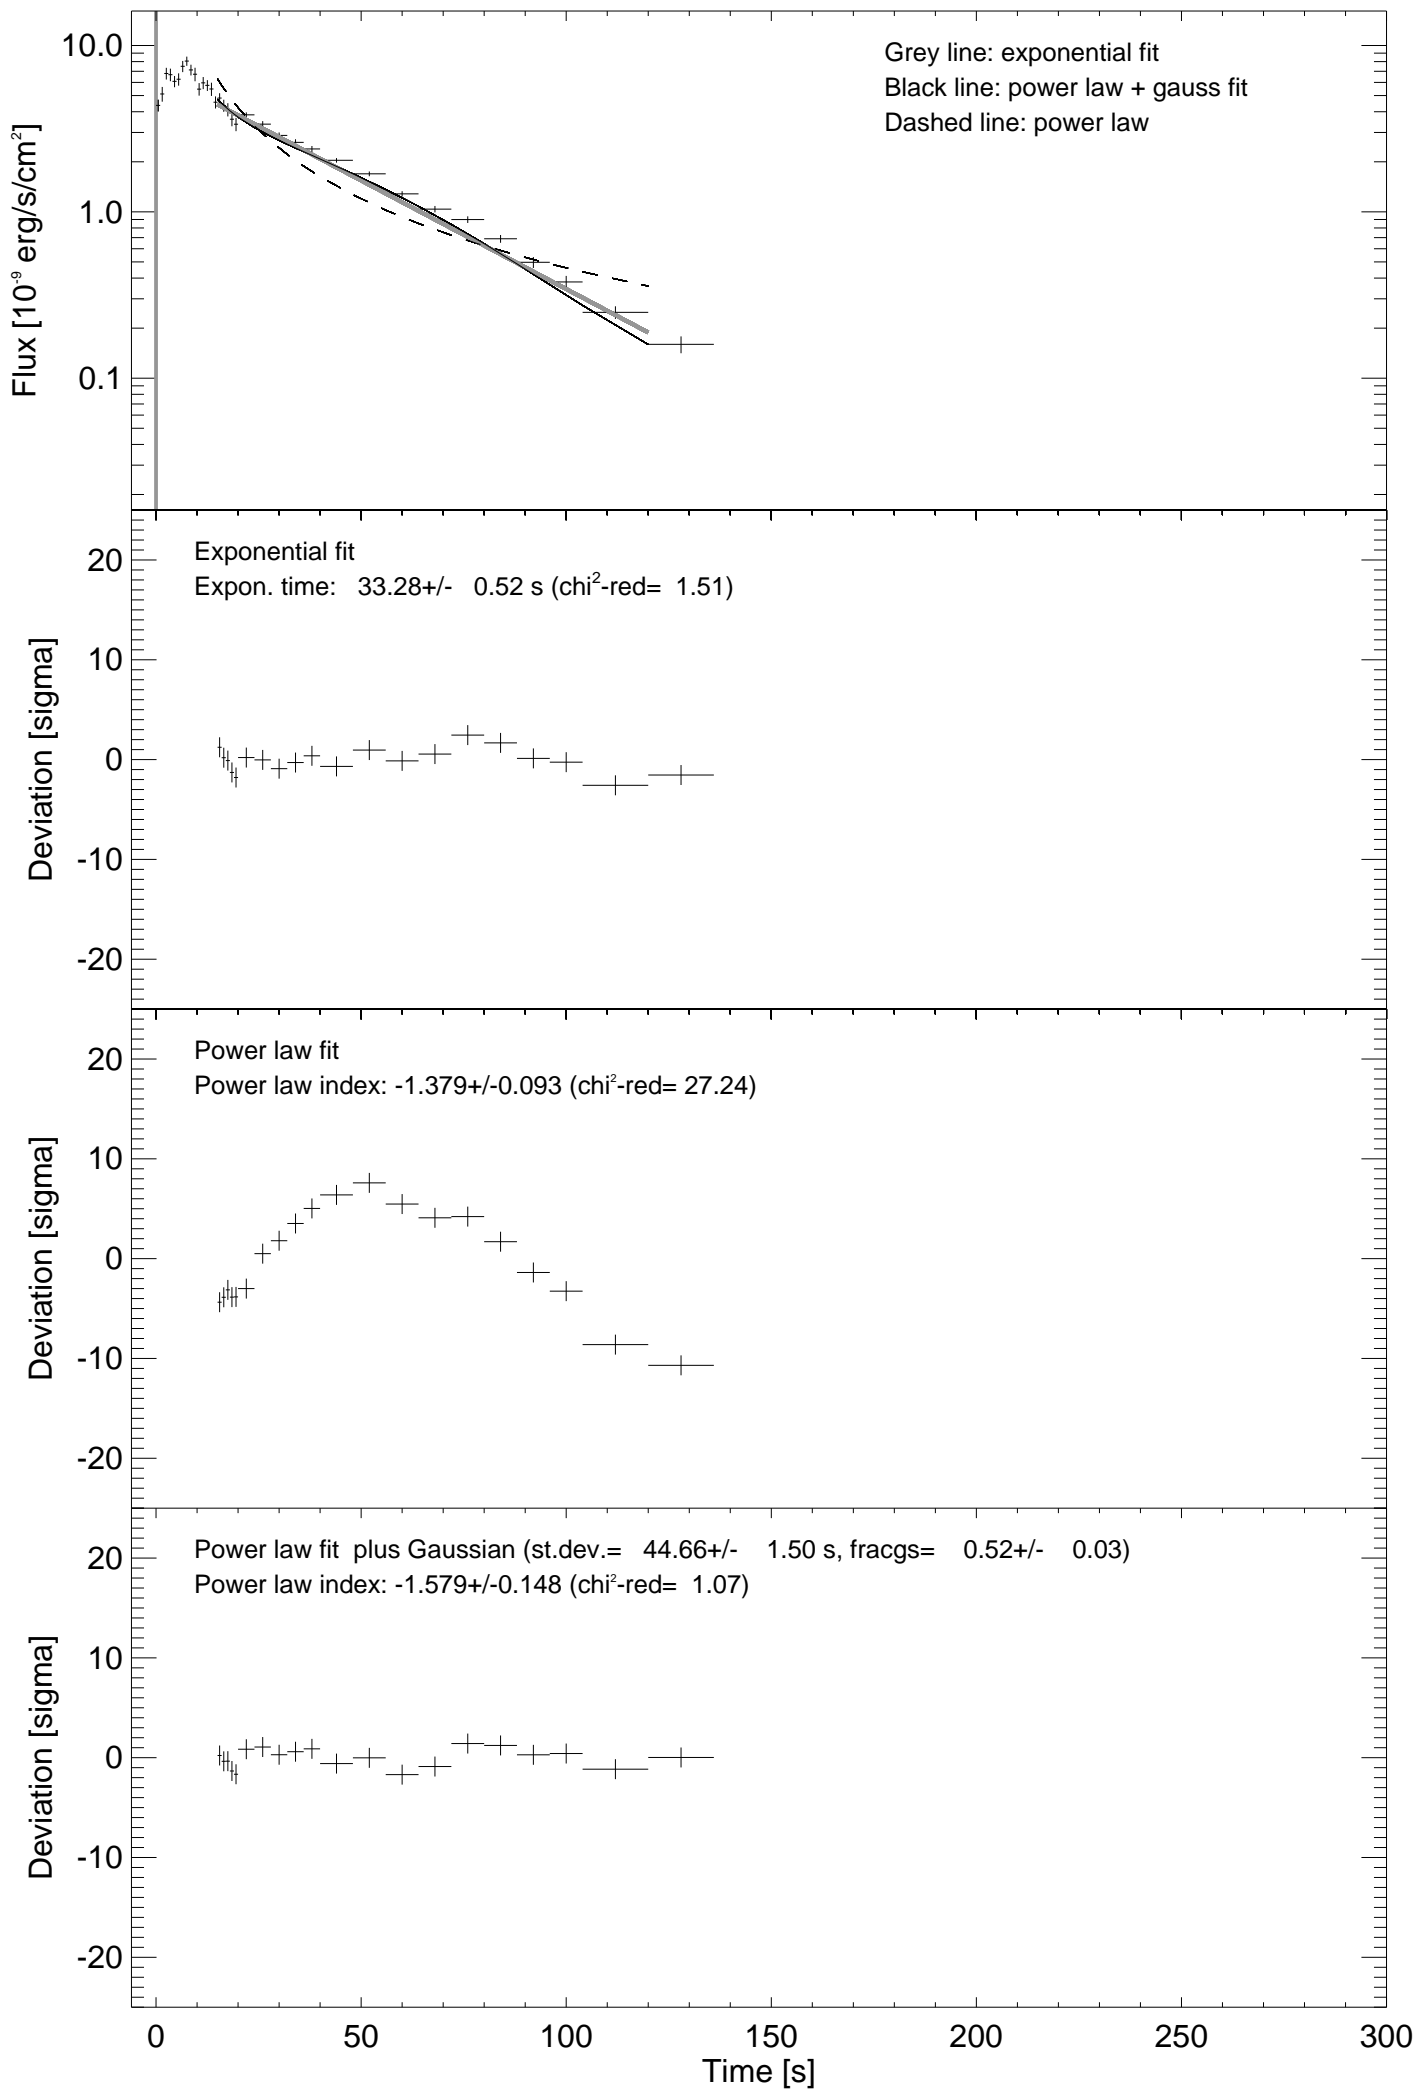 Grey line: exponential fit
Black line: power law + gauss fit
Dashed line: power law
10.0
1.0
0.1
Flux [10⁻⁹ erg/s/cm²]
Exponential fit
Expon. time: 33.28+/- 0.52 s (chi²-red= 1.51)
20
10
0
-10
-20
Deviation [sigma]
Power law fit
Power law index: -1.379+/-0.093 (chi²-red= 27.24)
20
10
0
-10
-20
Deviation [sigma]
Power law fit plus Gaussian (st.dev.= 44.66+/- 1.50 s, fracgs= 0.52+/- 0.03)
Power law index: -1.579+/-0.148 (chi²-red= 1.07)
20
10
0
-10
-20
Deviation [sigma]
0 50 100 150 200 250 300
Time [s]